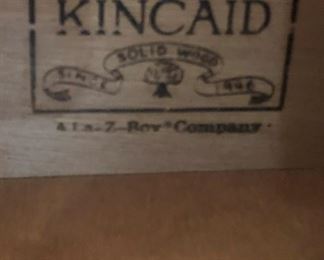 KINCAID
SOLID WOOD
SINCE 1946
A La-Z-Boy® Company